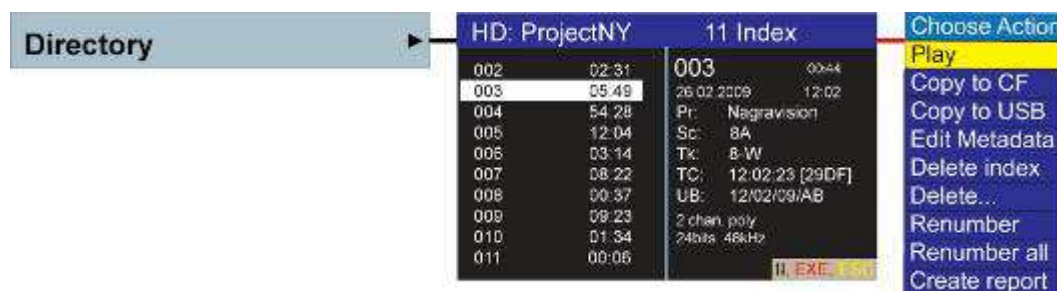 Directory
HD: ProjectNY 11 Index
002 02:31
003 05:49
004 54:28
005 12:04
006 03:14
007 08:22
008 00:37
009 09:23
010 01:34
011 00:06
003 00:44
26.02.2009 12:02
Pr: Nagravision
Sc: 8A
Tk: 8-W
TC: 12:02:23 [29DF]
UB: 12/02/09/AB
2 chan. poly
24bits 48kHz
EXE, ESC
Choose Action
Play
Copy to CF
Copy to USB
Edit Metadata
Delete index
Delete...
Renumber
Renumber all
Create report